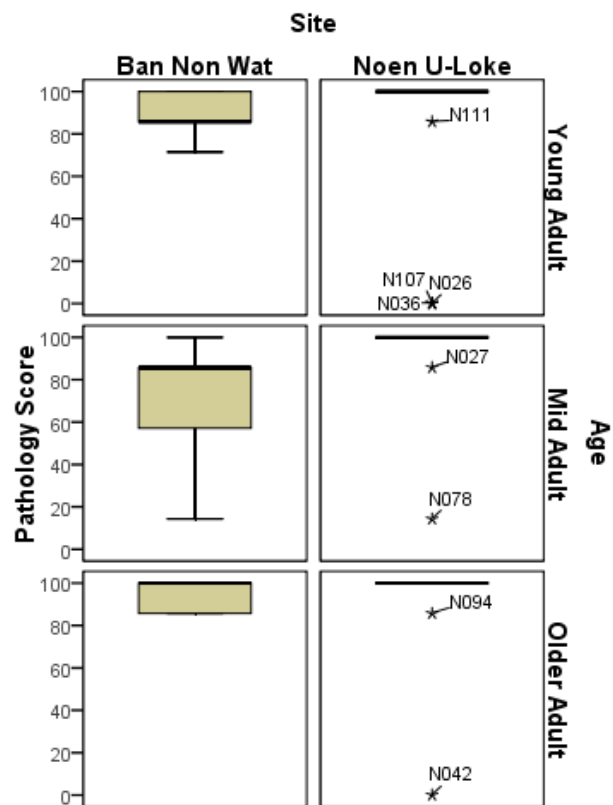 Site
Ban Non Wat Noen U-Loke
100
80
60
40
20
0
N111
N107 N026
N036
Young Adult
100
80
60
40
20
0
N027
N078
Mid Adult
100
80
60
40
20
0
N094
N042
Older Adult
Pathology Score
Age